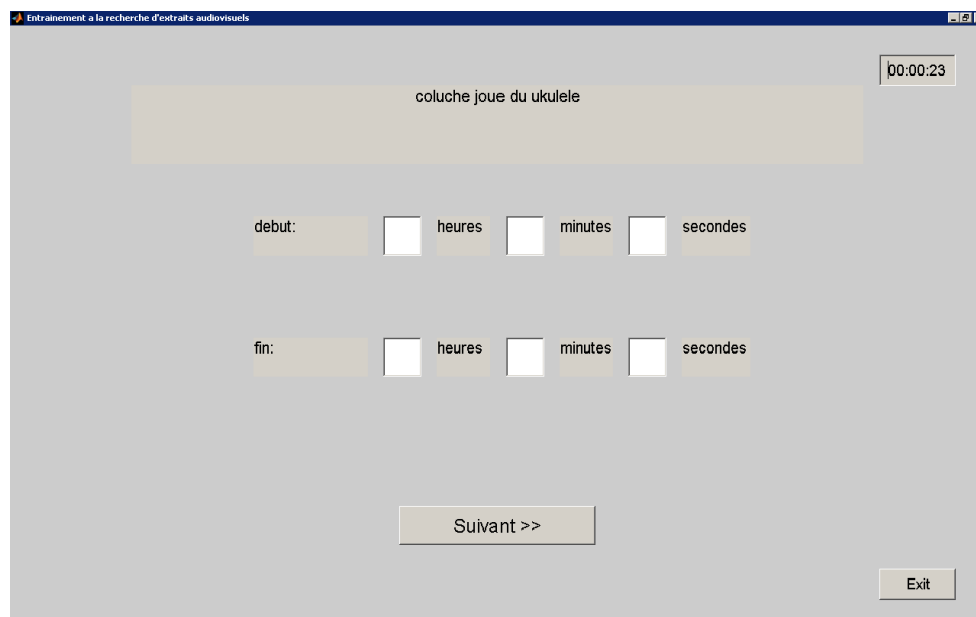 Entrainement a la recherche d'extraits audiovisuels
00:00:23
coluche joue du ukulele
debut: heures minutes secondes
fin: heures minutes secondes
Suivant >>
Exit